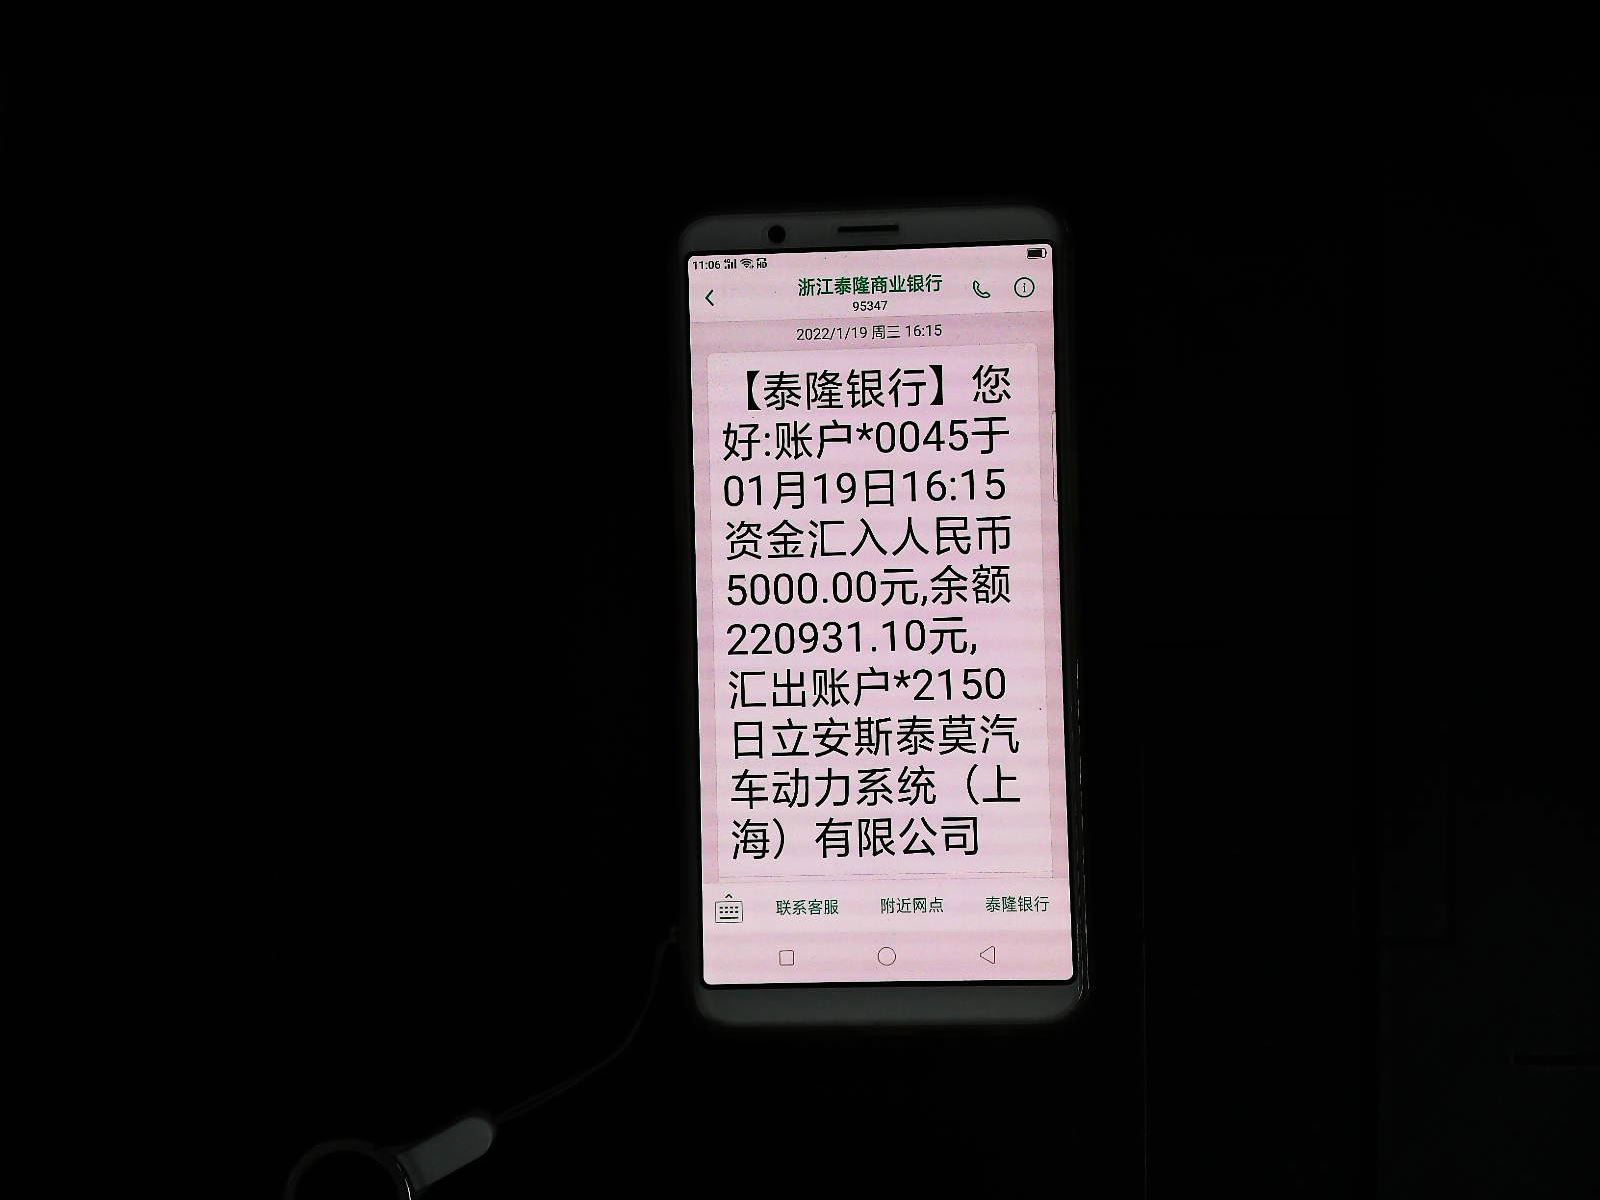 11:06
浙江泰隆商业银行
95347
2022/1/19 周三 16:15
【泰隆银行】您
好:账户*0045于
01月19日16:15
资金汇入人民币
5000.00元,余额
220931.10元,
汇出账户*2150
日立安斯泰莫汽
车动力系统（上
海）有限公司
联系客服 附近网点 泰隆银行